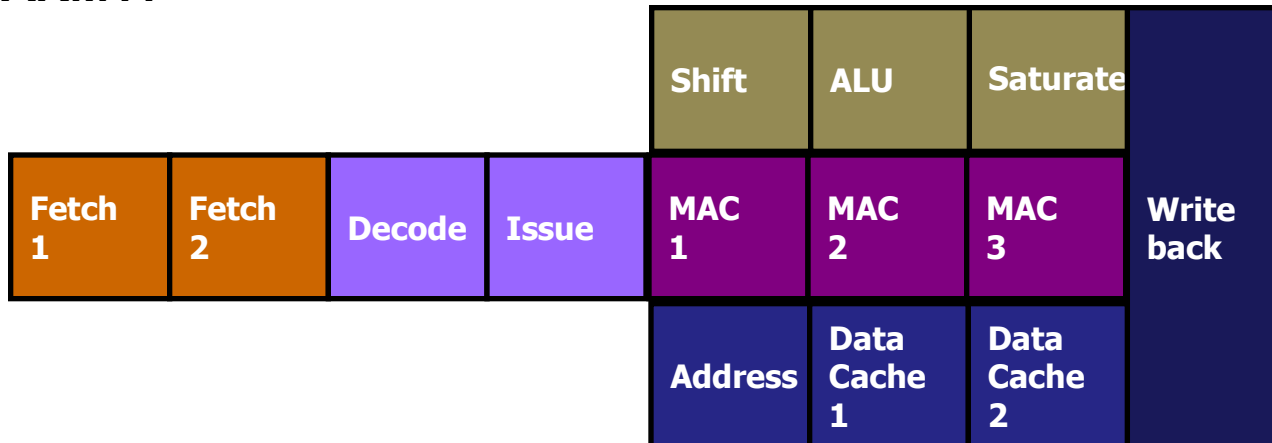 Shift ALU Saturate
Fetch 1 Fetch 2 Decode Issue MAC 1 MAC 2 MAC 3 Write back
Address Data Cache 1 Data Cache 2